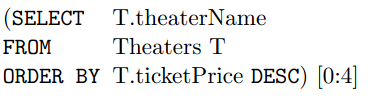 (SELECT T.theaterName
FROM Theaters T
ORDER BY T.ticketPrice DESC) [0:4]